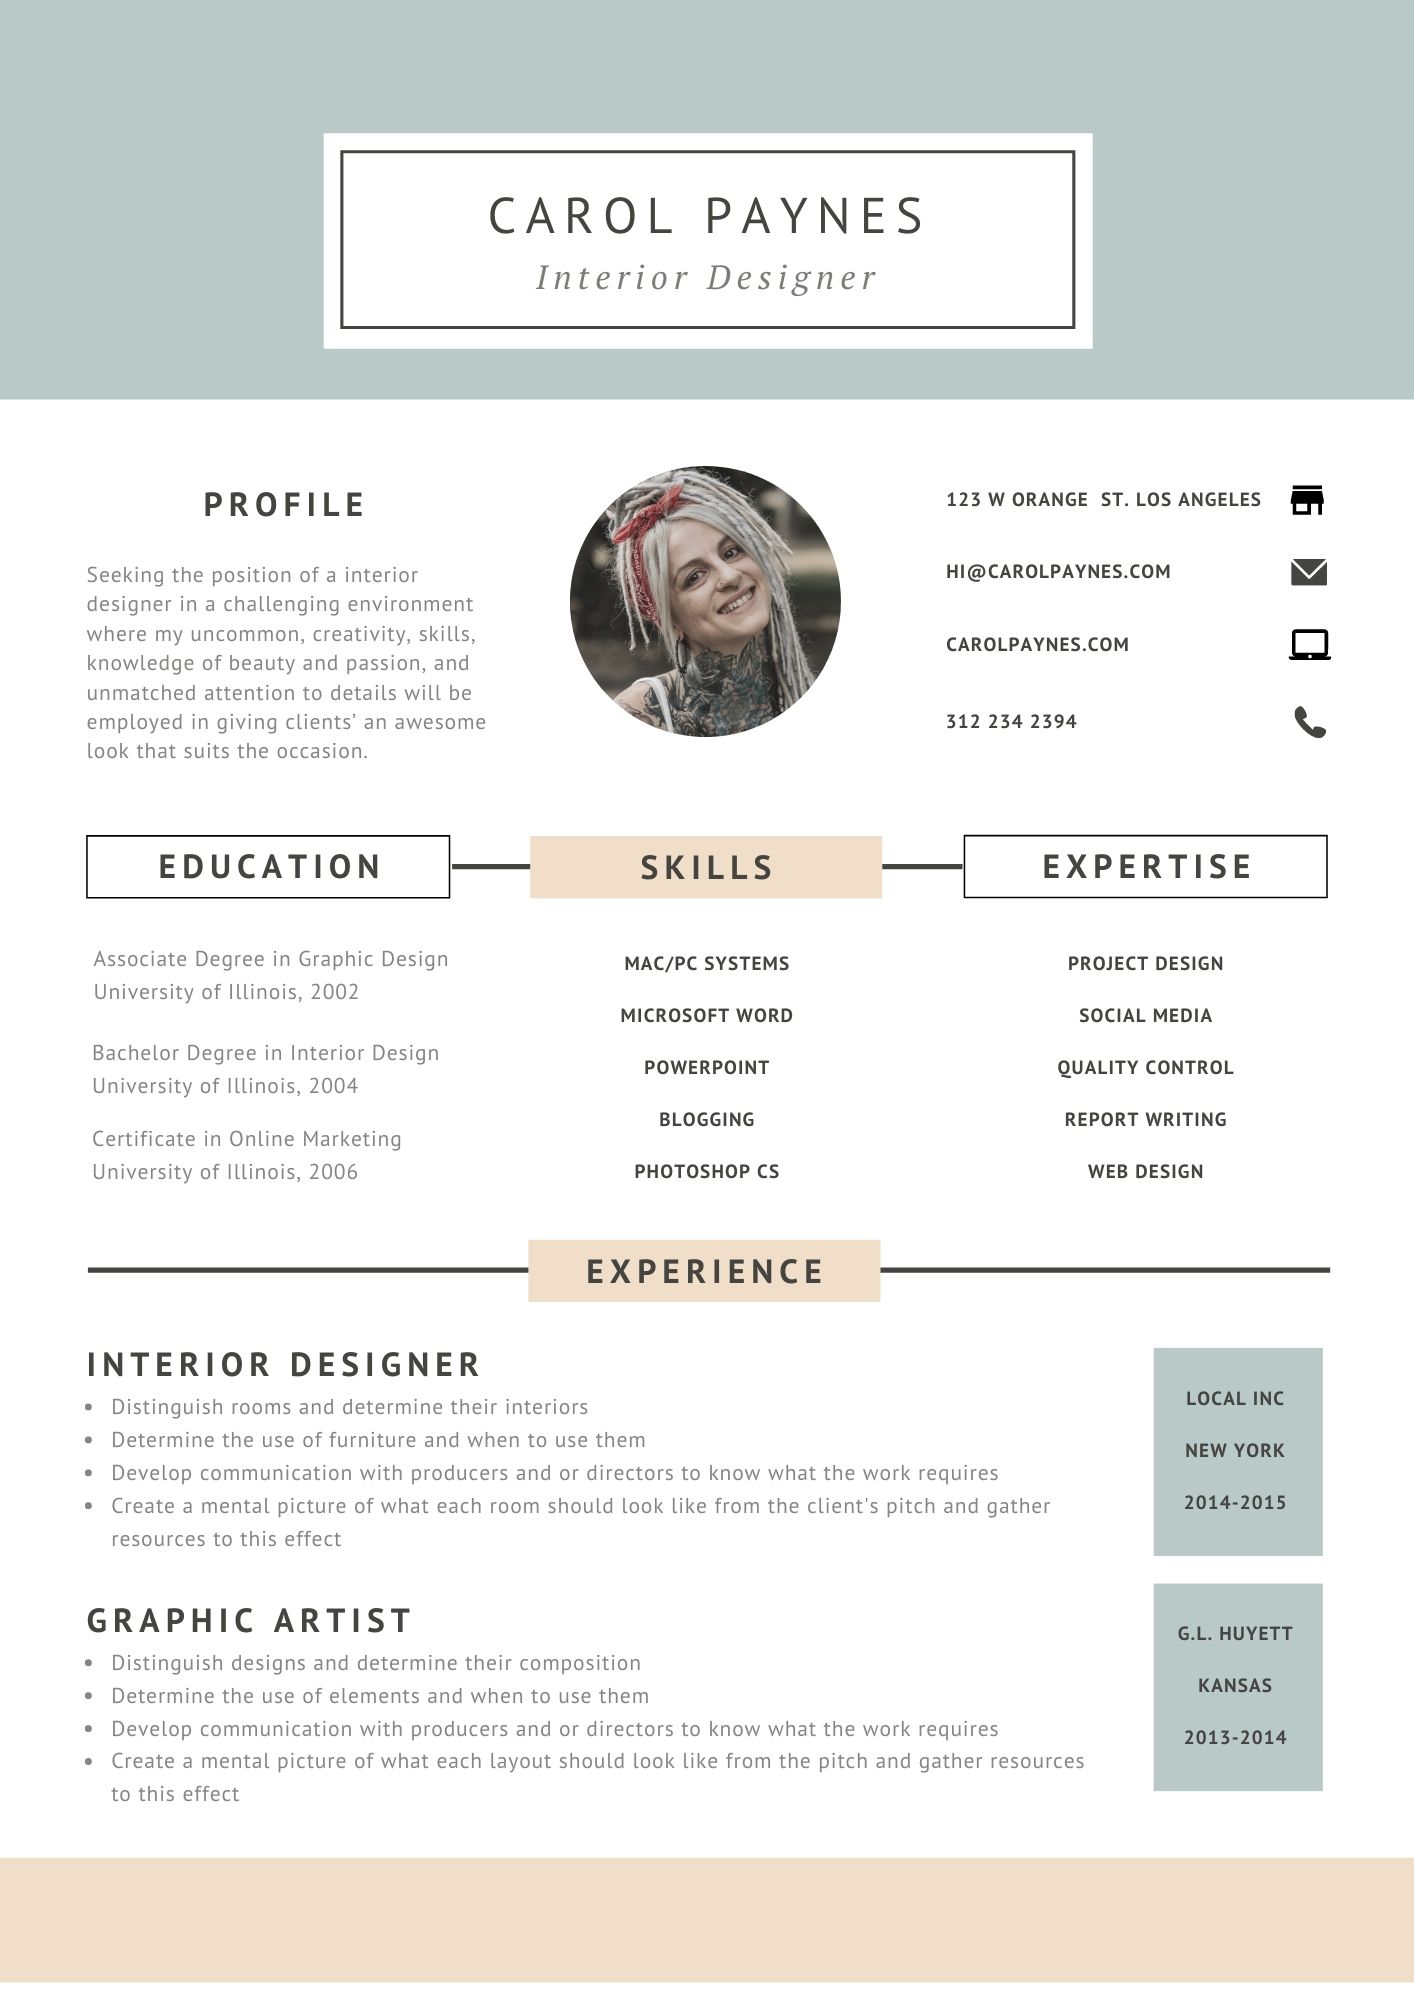 CAROL PAYNES
Interior Designer
PROFILE
Seeking the position of a interior
designer in a challenging environment
where my uncommon, creativity, skills,
knowledge of beauty and passion, and
unmatched attention to details will be
employed in giving clients’ an awesome
look that suits the occasion.
123 W ORANGE ST. LOS ANGELES
HI@CAROLPAYNES.COM
CAROLPAYNES.COM
312 234 2394
EDUCATION
Associate Degree in Graphic Design
University of Illinois, 2002
Bachelor Degree in Interior Design
University of Illinois, 2004
Certificate in Online Marketing
University of Illinois, 2006
SKILLS
MAC/PC SYSTEMS
MICROSOFT WORD
POWERPOINT
BLOGGING
PHOTOSHOP CS
EXPERTISE
PROJECT DESIGN
SOCIAL MEDIA
QUALITY CONTROL
REPORT WRITING
WEB DESIGN
EXPERIENCE
INTERIOR DESIGNER
• Distinguish rooms and determine their interiors
• Determine the use of furniture and when to use them
• Develop communication with producers and or directors to know what the work requires
• Create a mental picture of what each room should look like from the client's pitch and gather
resources to this effect
LOCAL INC
NEW YORK
2014-2015
GRAPHIC ARTIST
• Distinguish designs and determine their composition
• Determine the use of elements and when to use them
• Develop communication with producers and or directors to know what the work requires
• Create a mental picture of what each layout should look like from the pitch and gather resources
to this effect
G.L. HUYETT
KANSAS
2013-2014